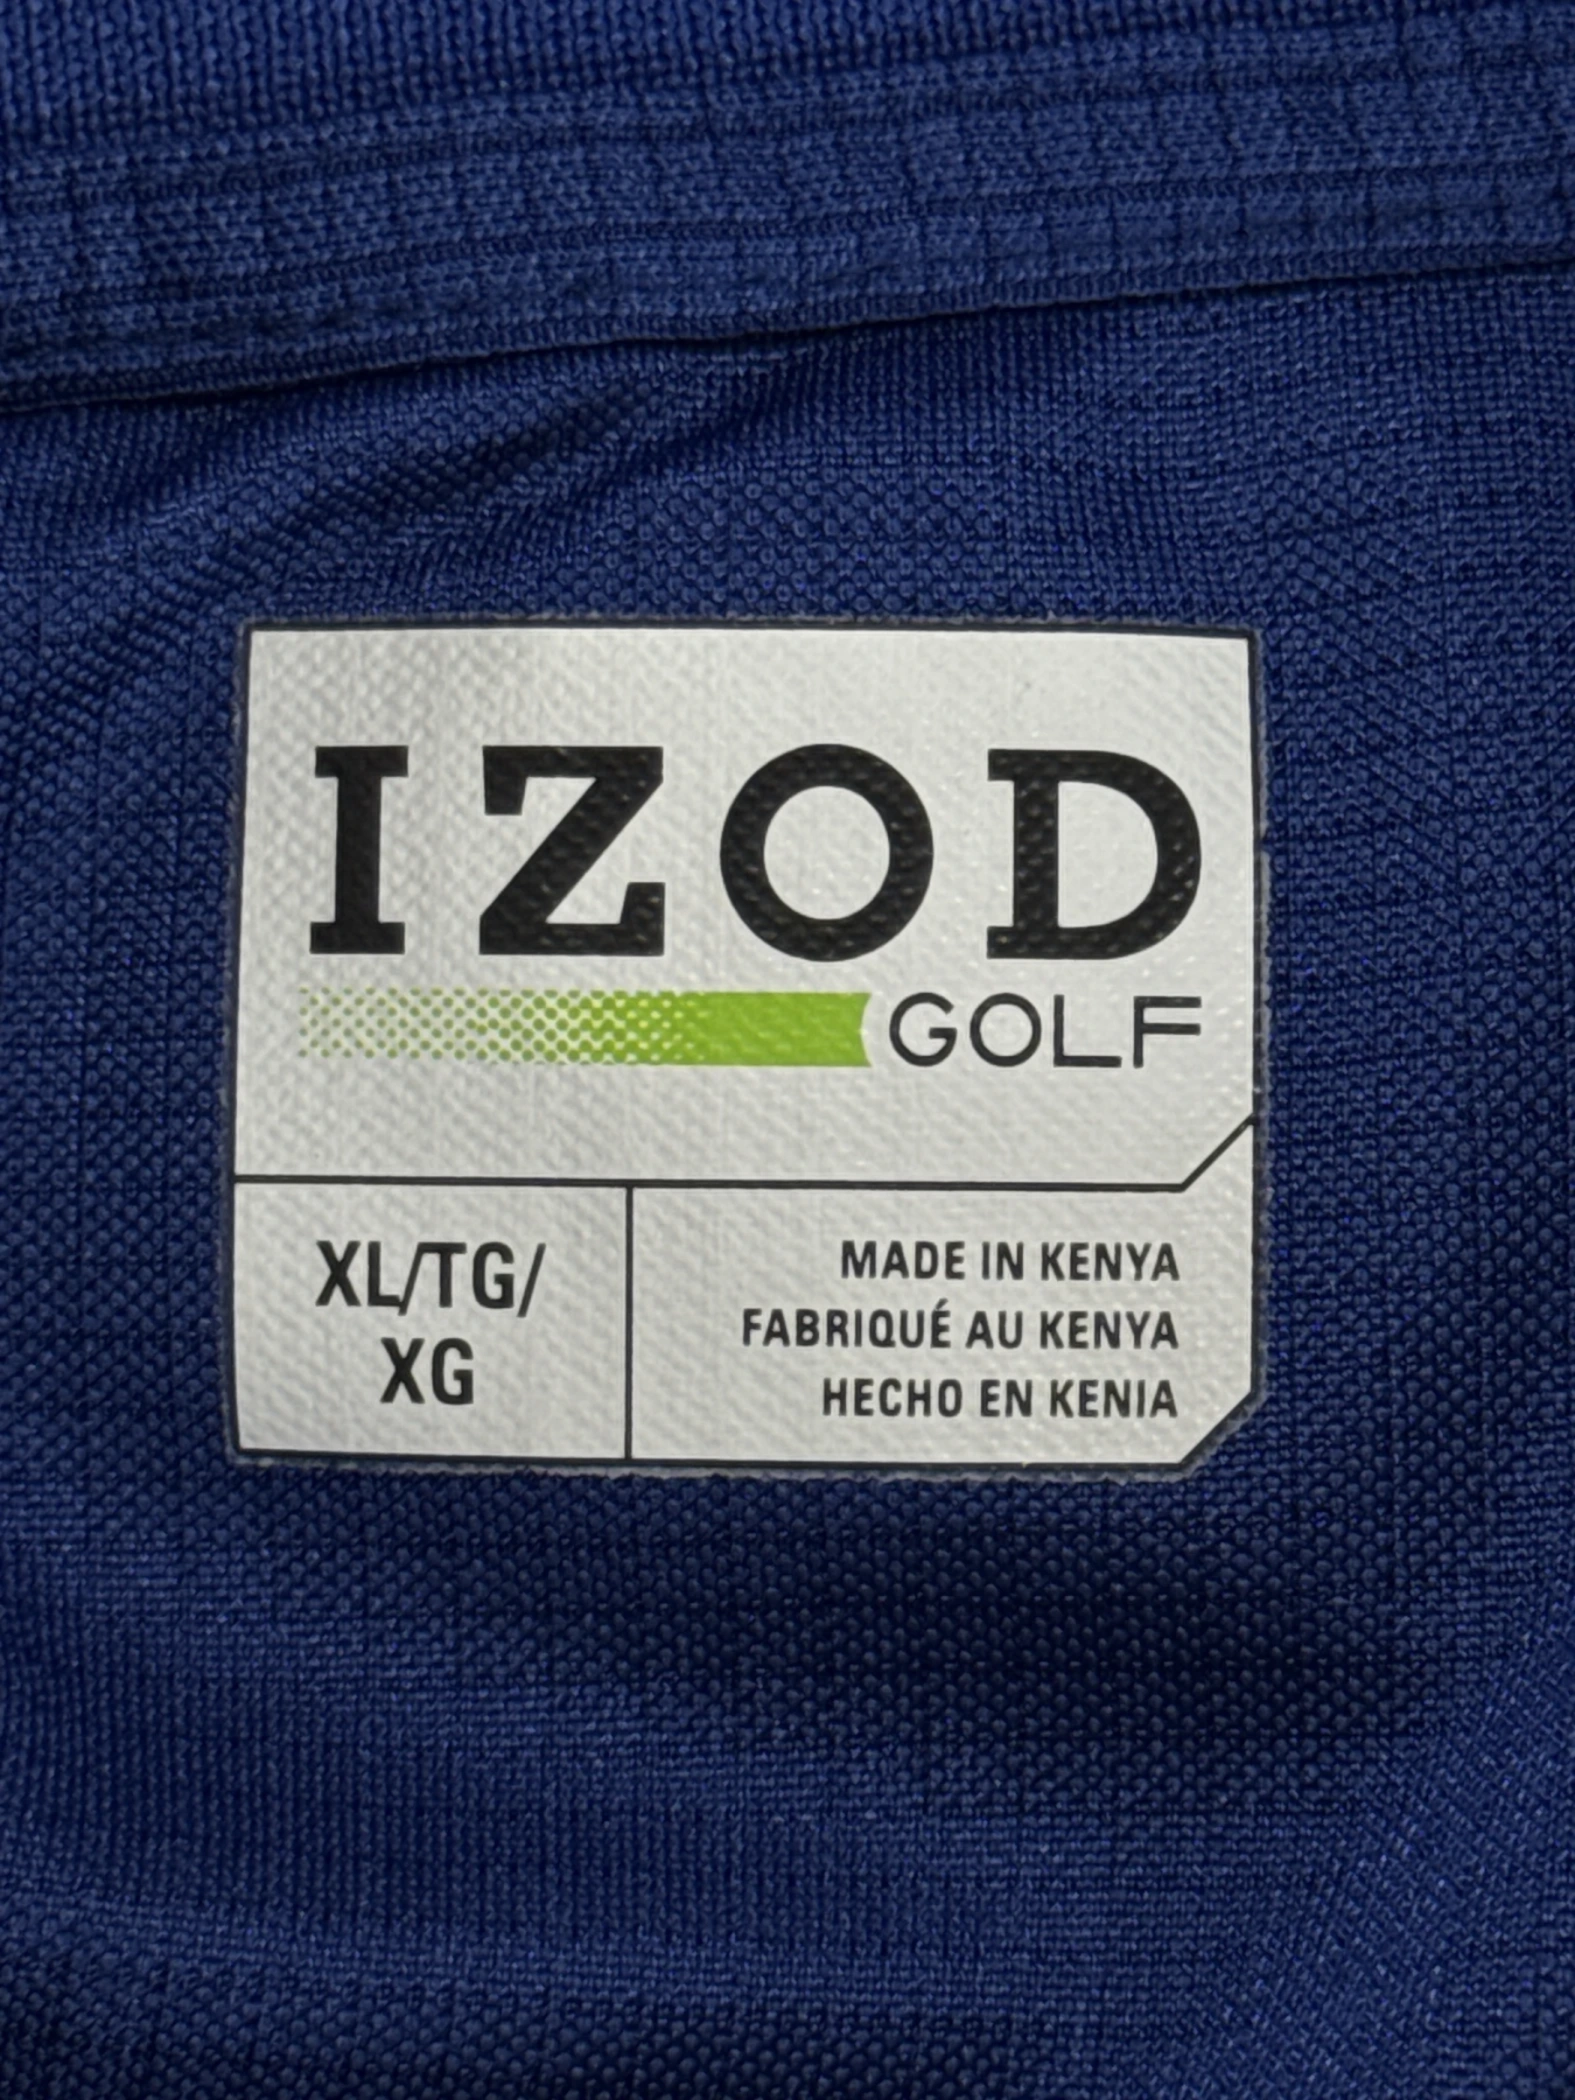 IZOD
GOLF
XL/TG/
XG
MADE IN KENYA
FABRIQUÉ AU KENYA
HECHO EN KENIA